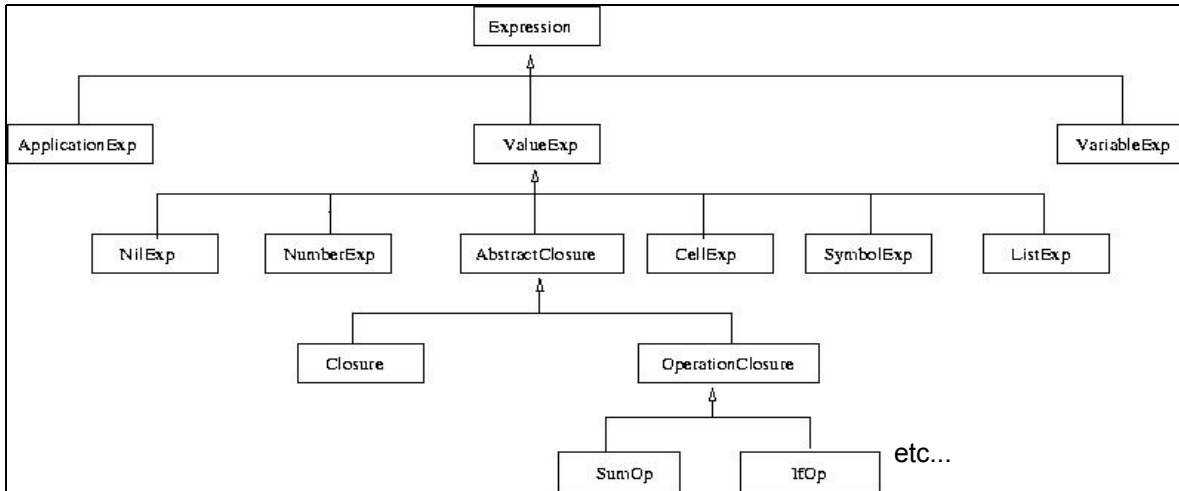 Expression
ApplicationExp
ValueExp
VariableExp
NilExp
NumberExp
AbstractClosure
CellExp
SymbolExp
ListExp
Closure
OperationClosure
SumOp
IfOp
etc...